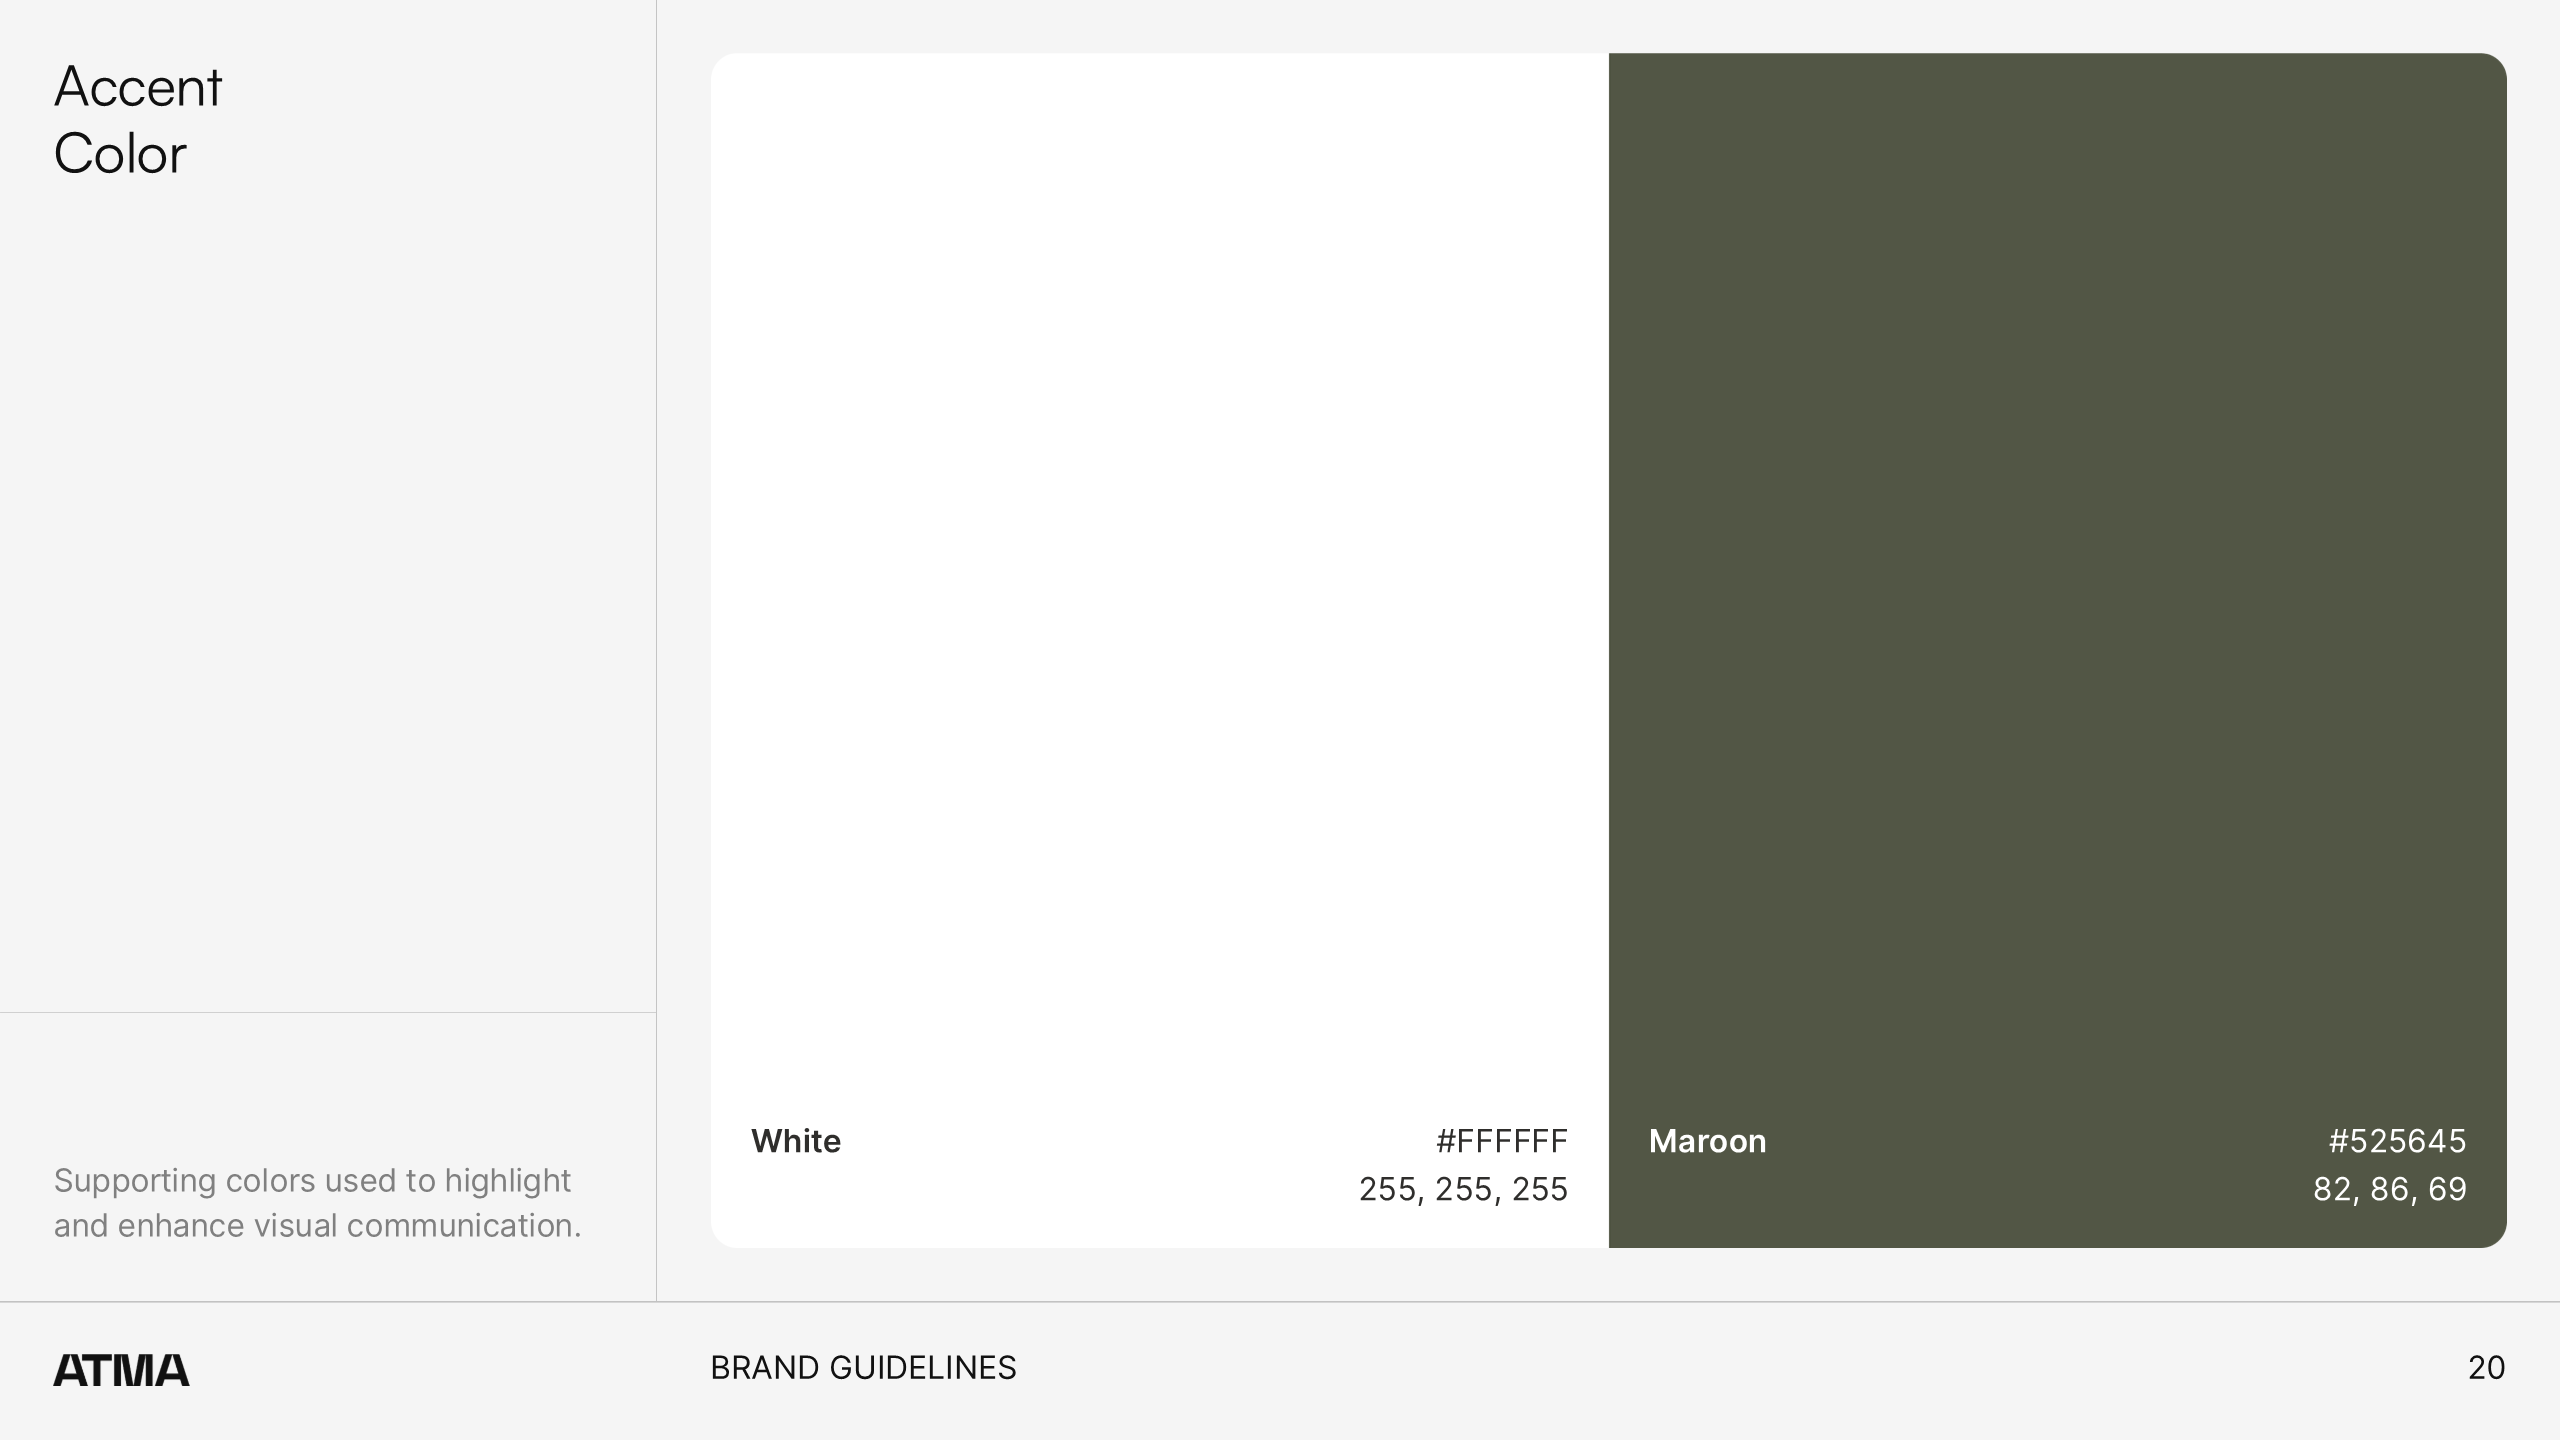 Accent
Color
Supporting colors used to highlight
and enhance visual communication.
White
#FFFFFF
255, 255, 255
Maroon
#525645
82, 86, 69
ATMA
BRAND GUIDELINES
20